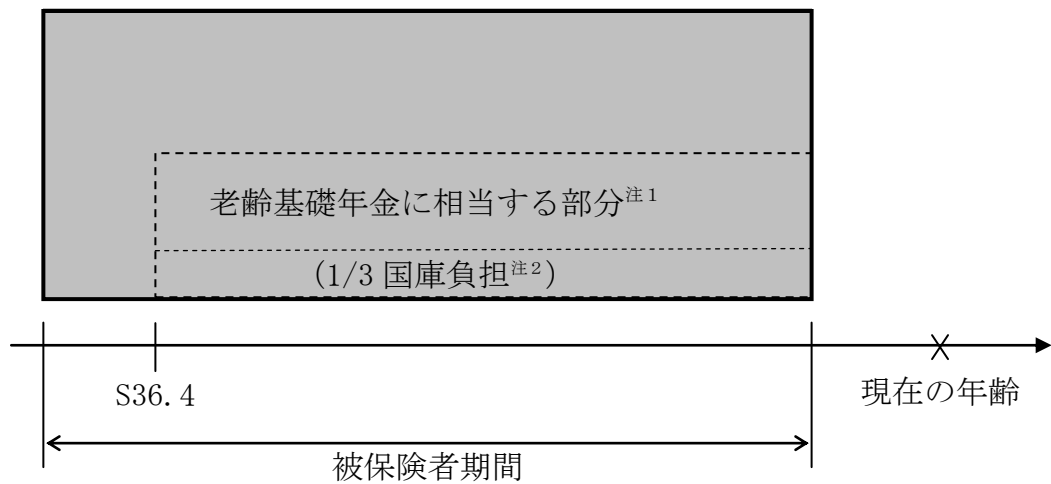 老齢基礎年金に相当する部分注1
(1/3 国庫負担注2)
S36.4
現在の年齢
被保険者期間